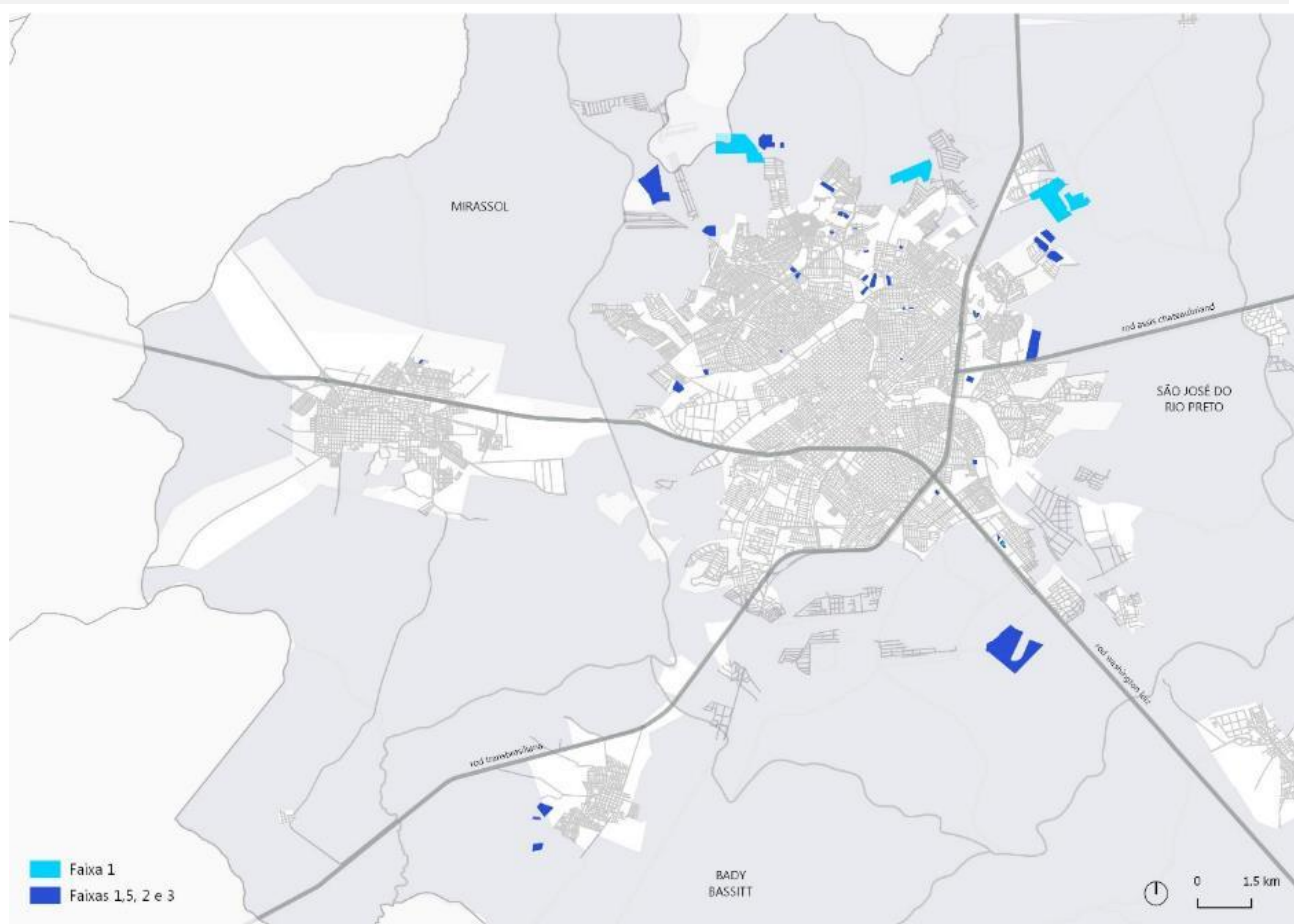 MIRASSOL
rod assis chateaubriand
SÃO JOSÉ DO
RIO PRETO
rod washington luiz
rod transbrasiliana
Faixa 1
Faixas 1,5, 2 e 3
BADY
BASSITT
0 1.5 km